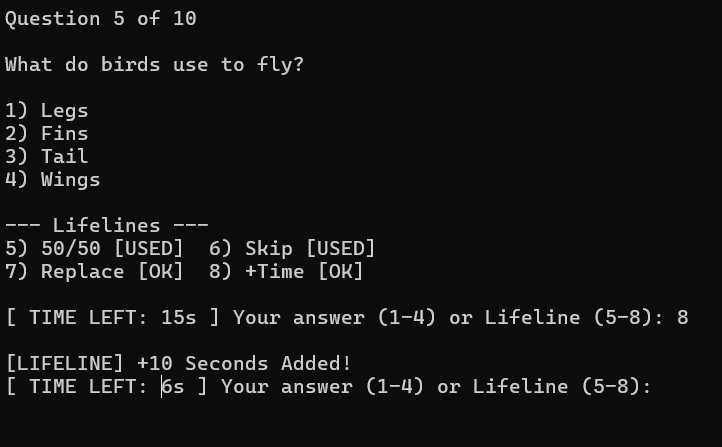 Question 5 of 10
What do birds use to fly?
1) Legs
2) Fins
3) Tail
4) Wings
--- Lifelines ---
5) 50/50 [USED]  6) Skip [USED]
7) Replace [OK]  8) +Time [OK]
[ TIME LEFT: 15s ] Your answer (1-4) or Lifeline (5-8): 8
[LIFELINE] +10 Seconds Added!
[ TIME LEFT: 6s ] Your answer (1-4) or Lifeline (5-8):